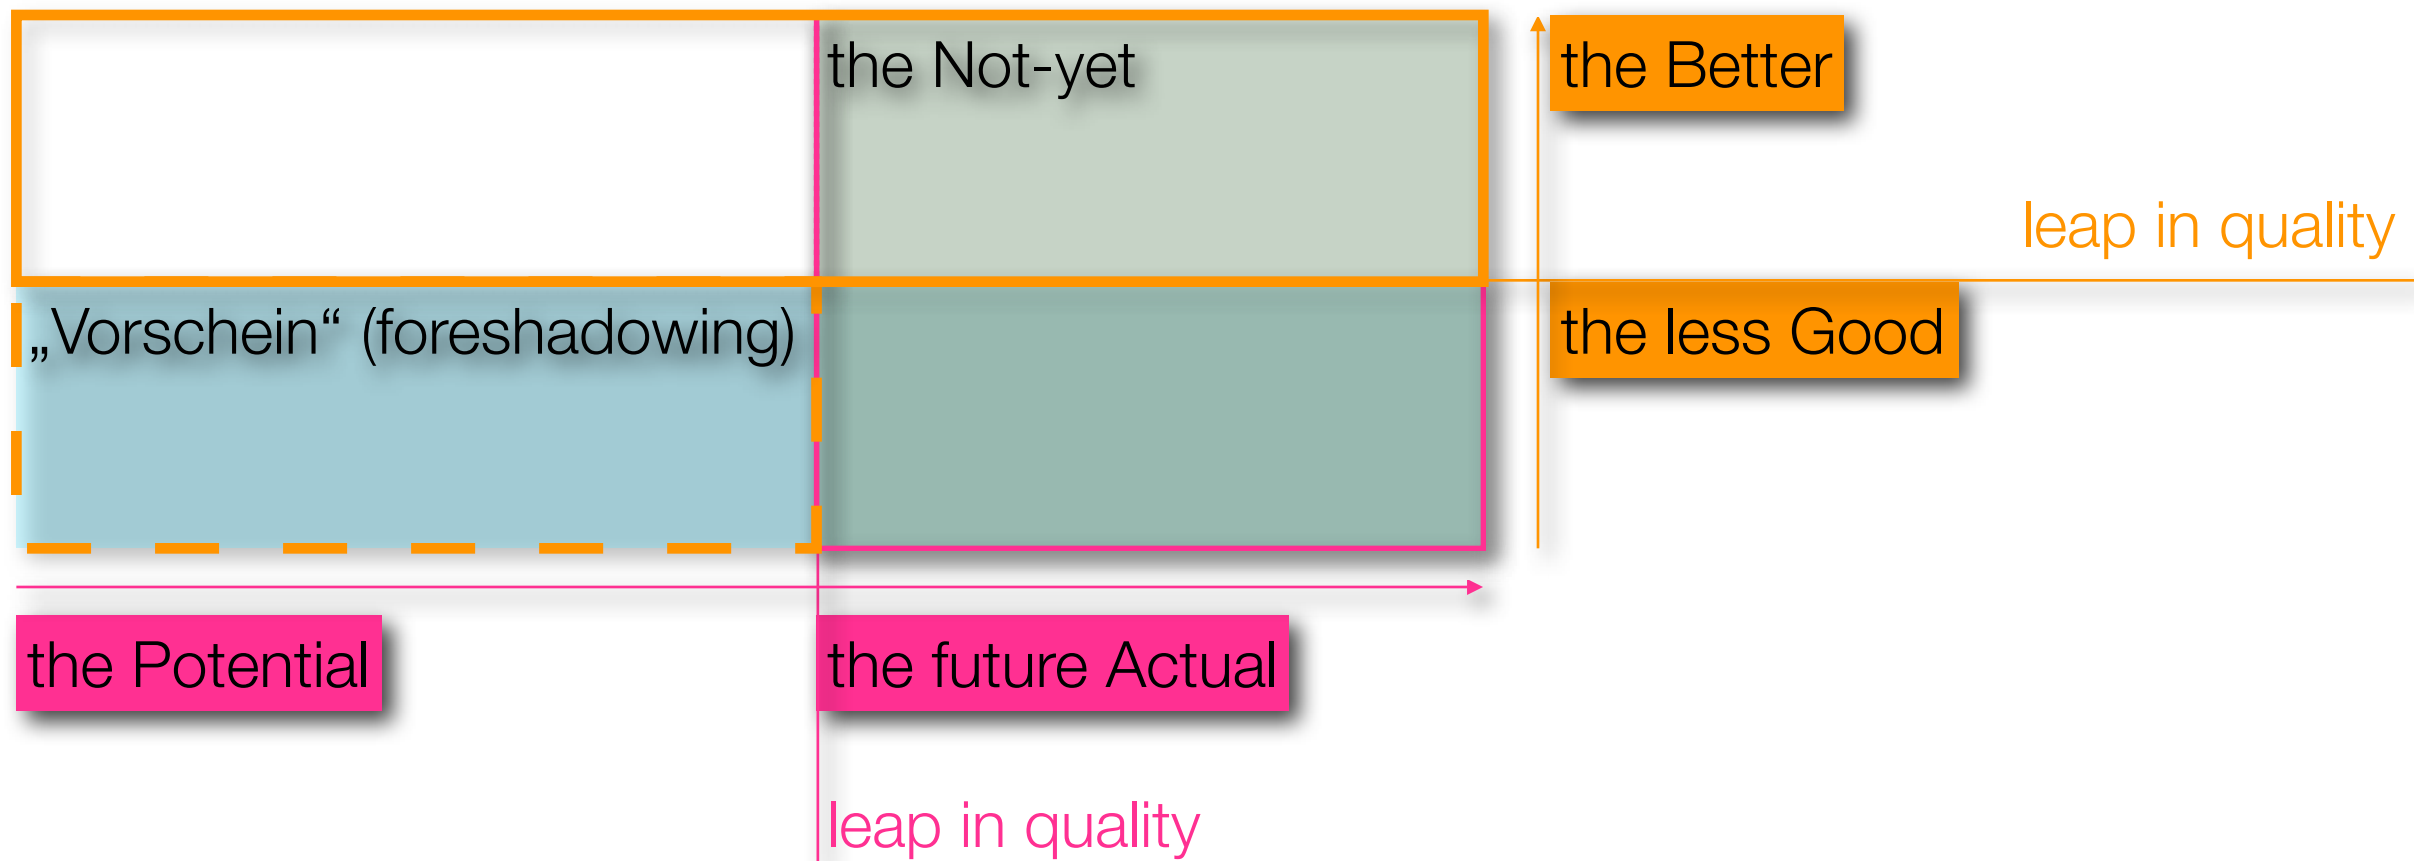 the Not-yet
the Better
leap in quality
„Vorschein“ (foreshadowing)
the less Good
the Potential
the future Actual
leap in quality